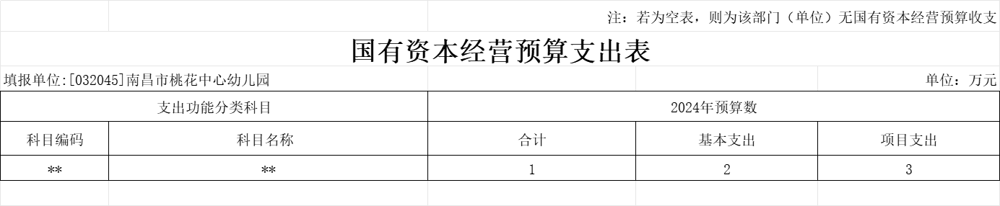 注：若为空表，则为该部门（单位）无国有资本经营预算收支
国有资本经营预算支出表
填报单位:[032045]南昌市桃花中心幼儿园 单位：万元
支出功能分类科目 2024年预算数
科目编码 科目名称 合计 基本支出 项目支出
** ** 1 2 3